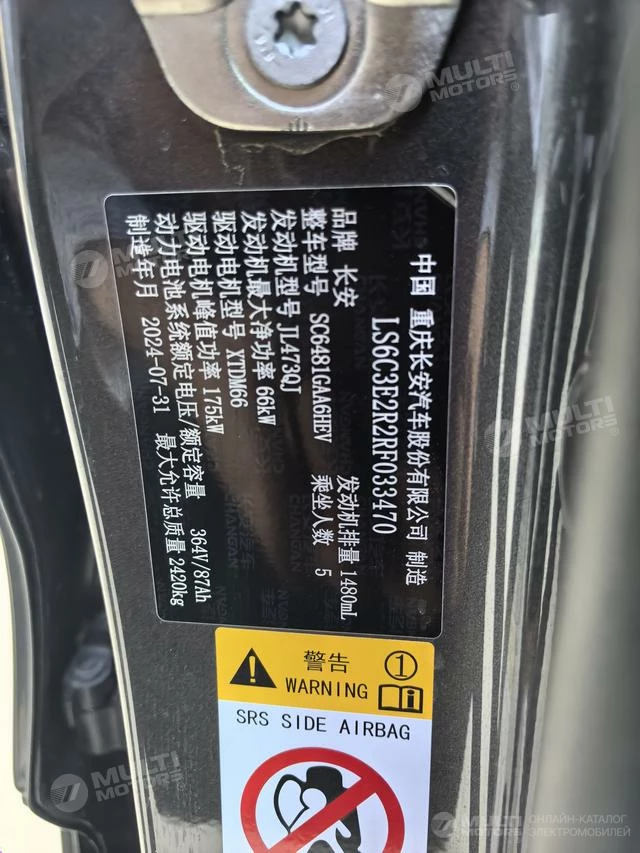 中国 重庆长安汽车股份有限公司 制造
LS6C3E2R2RF033470
品牌 长安
整车型号 SC6481GAA6HEV 乘坐人数 5
发动机型号 JL473QJ 发动机排量 1480mL
发动机最大净功率 66kW
驱动电机型号 XTDM66
驱动电机峰值功率 175kW
动力电池系统额定电压/额定容量 364V/87Ah
制造年月 2024-07-31 最大允许总质量 2420kg
警告 ①
WARNING
SRS SIDE AIRBAG
MULTI
MOTORS
MULTI
MOTORS
MULTI
MOTORS
MULTI
MOTORS
ОНЛАЙН-КАТАЛОГ
ЭЛЕКТРОМОБИЛЕЙ